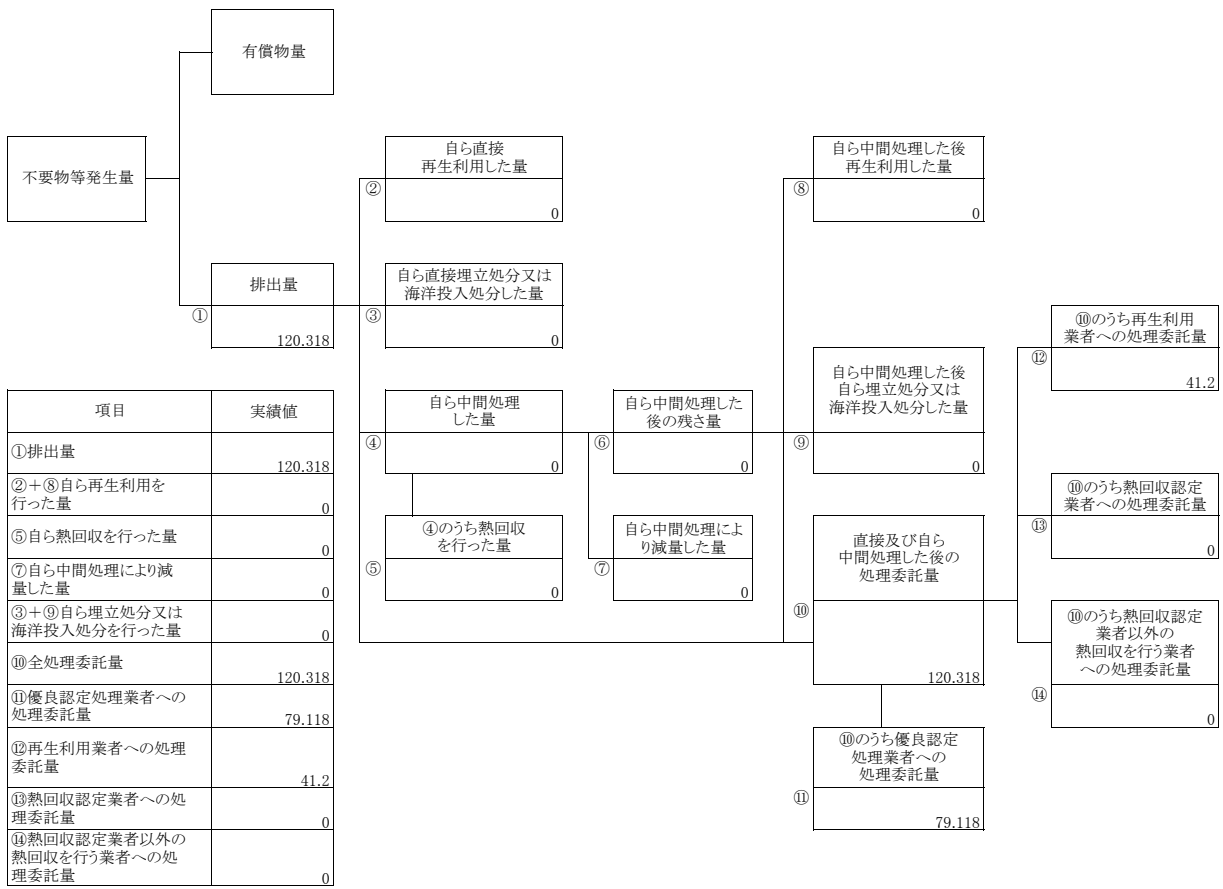 有償物量
不要物等発生量
自ら直接
再生利用した量
②
0
自ら中間処理した後
再生利用した量
⑧
0
排出量
①
120.318
自ら直接埋立処分又は
海洋投入処分した量
③
0
⑩のうち再生利用
業者への処理委託量
⑫
41.2
自ら中間処理
した量
④
0
自ら中間処理した
後の残さ量
⑥
0
自ら中間処理した後
自ら埋立処分又は
海洋投入処分した量
⑨
0
⑩のうち熱回収認定
業者への処理委託量
⑬
0
④のうち熱回収
を行った量
⑤
0
自ら中間処理によ
り減量した量
⑦
0
直接及び自ら
中間処理した後の
処理委託量
⑩
120.318
⑩のうち熱回収認定
業者以外の
熱回収を行う業者
への処理委託量
⑭
0
⑩のうち優良認定
処理業者への
処理委託量
⑪
79.118
項目 実績値
①排出量
120.318
②+⑧自ら再生利用を
行った量
0
⑤自ら熱回収を行った量
0
⑦自ら中間処理により減
量した量
0
③+⑨自ら埋立処分又は
海洋投入処分を行った量
0
⑩全処理委託量
120.318
⑪優良認定処理業者への
処理委託量
79.118
⑫再生利用業者への処理
委託量
41.2
⑬熱回収認定業者への処
理委託量
0
⑭熱回収認定業者以外の
熱回収を行う業者への処
理委託量
0